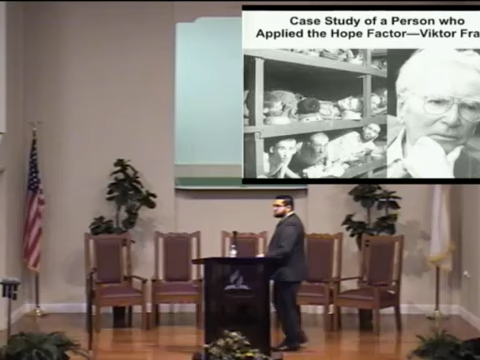 Case Study of a Person who
Applied the Hope Factor—Viktor Fra